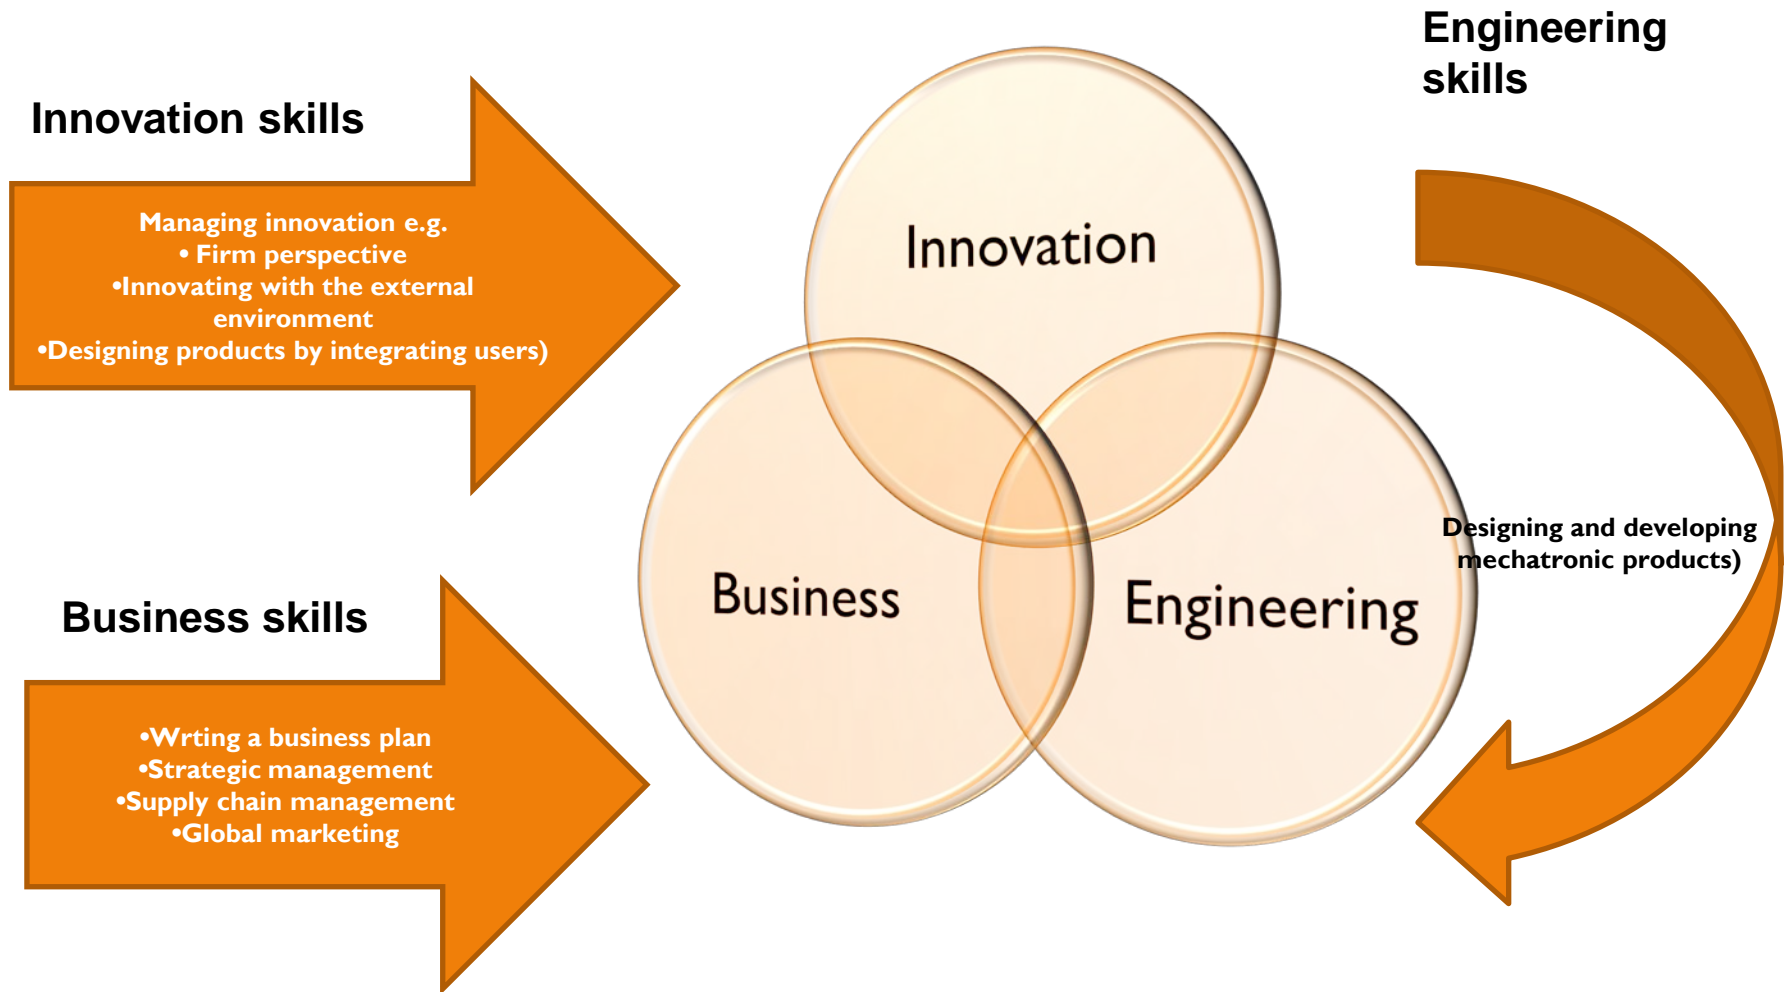 Innovation skills
Managing innovation e.g.
• Firm perspective
•Innovating with the external
environment
•Designing products by integrating users)
Business skills
•Wrting a business plan
•Strategic management
•Supply chain management
•Global marketing
Innovation
Business
Engineering
Engineering
skills
Designing and developing
mechatronic products)